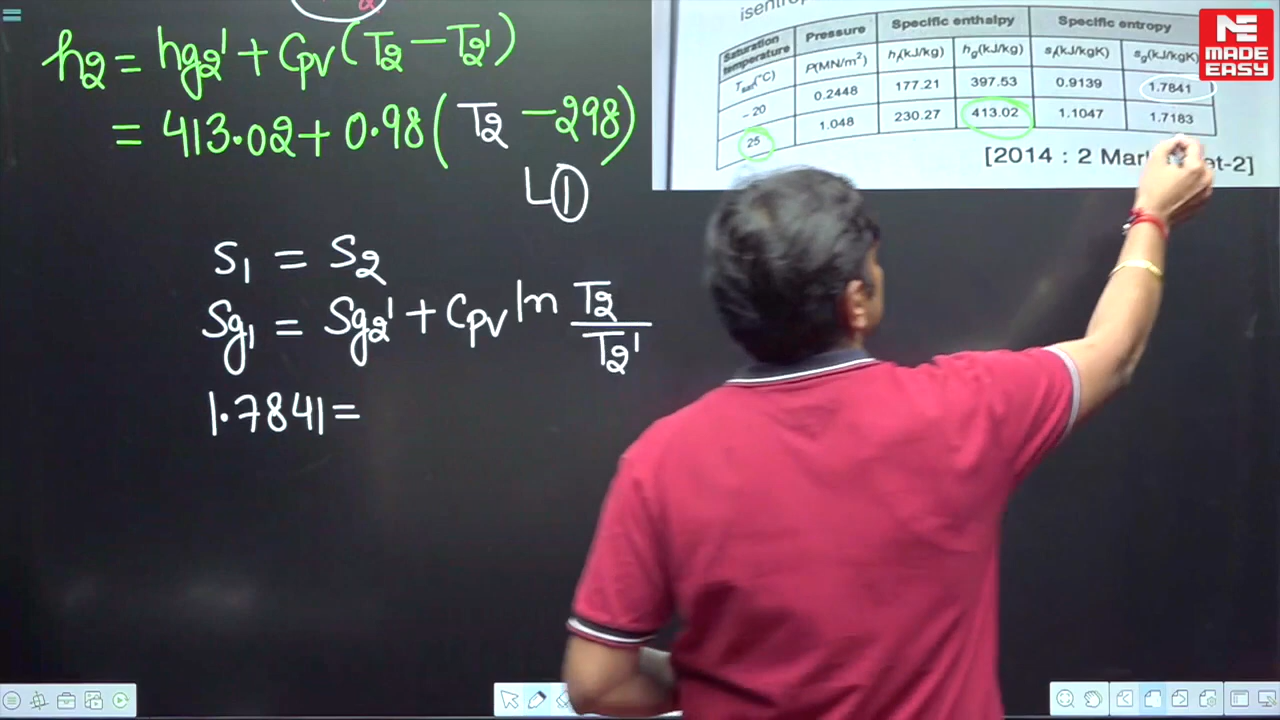 h2 = hg2' + Cpv (T2 − T2')
= 413.02 + 0.98 ( T2 − 298)
L①
S1 = S2
Sg1 = Sg2' + Cpv ln T2/T2'
1.7841 =
isentro
Saturation temperature Pressure Specific enthalpy Specific entropy
Tsat(°C) P(MN/m²) hf(kJ/kg) hg(kJ/kg) sf(kJ/kgK) sg(kJ/kgK)
−20 0.2448 177.21 397.53 0.9139 1.7841
25 1.048 230.27 413.02 1.1047 1.7183
[2014 : 2 Mar et-2]
MADE EASY